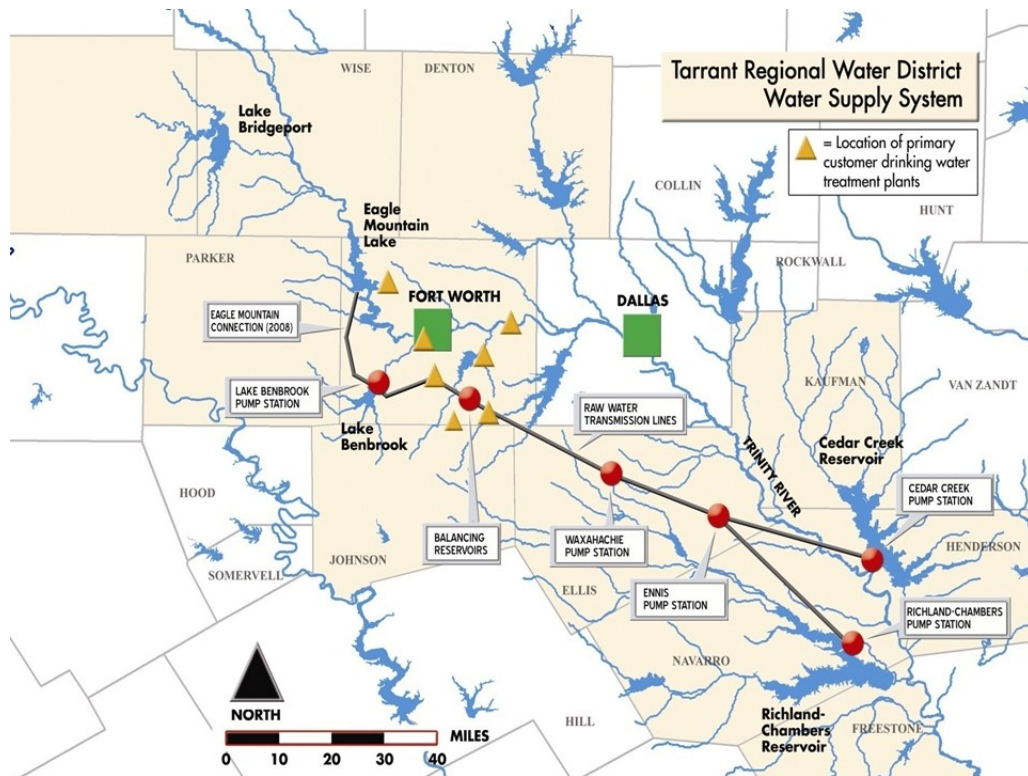 Tarrant Regional Water District
Water Supply System
= Location of primary
customer drinking water
treatment plants
WISE
DENTON
Lake
Bridgeport
COLLIN
HUNT
Eagle
Mountain
Lake
PARKER
ROCKWALL
FORT WORTH
DALLAS
EAGLE MOUNTAIN
CONNECTION (2008)
KAUFMAN
VAN ZANDT
LAKE BENBROOK
PUMP STATION
RAW WATER
TRANSMISSION LINES
Lake
Benbrook
TRINITY RIVER
Cedar Creek
Reservoir
CEDAR CREEK
PUMP STATION
HOOD
BALANCING
RESERVOIRS
WAXAHACHIE
PUMP STATION
HENDERSON
JOHNSON
SOMERVELL
ELLIS
ENNIS
PUMP STATION
RICHLAND-CHAMBERS
PUMP STATION
NAVARRO
NORTH
HILL
Richland-
Chambers
Reservoir
FREESTONE
MILES
0 10 20 30 40